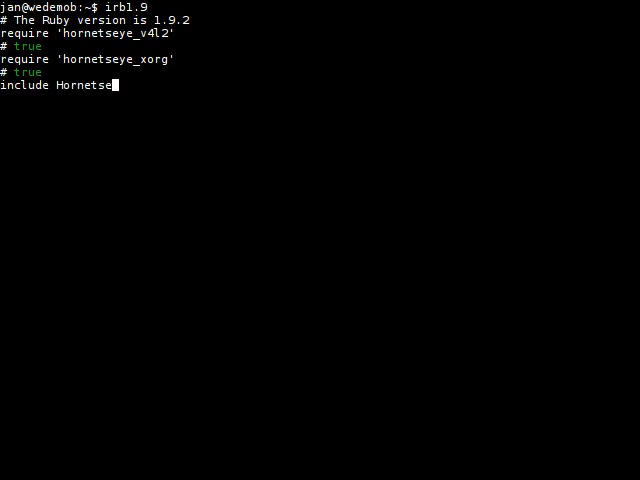 jan@wedemob:~$ irb1.9
# The Ruby version is 1.9.2
require 'hornetseye_v4l2'
# true
require 'hornetseye_xorg'
# true
include Hornetse